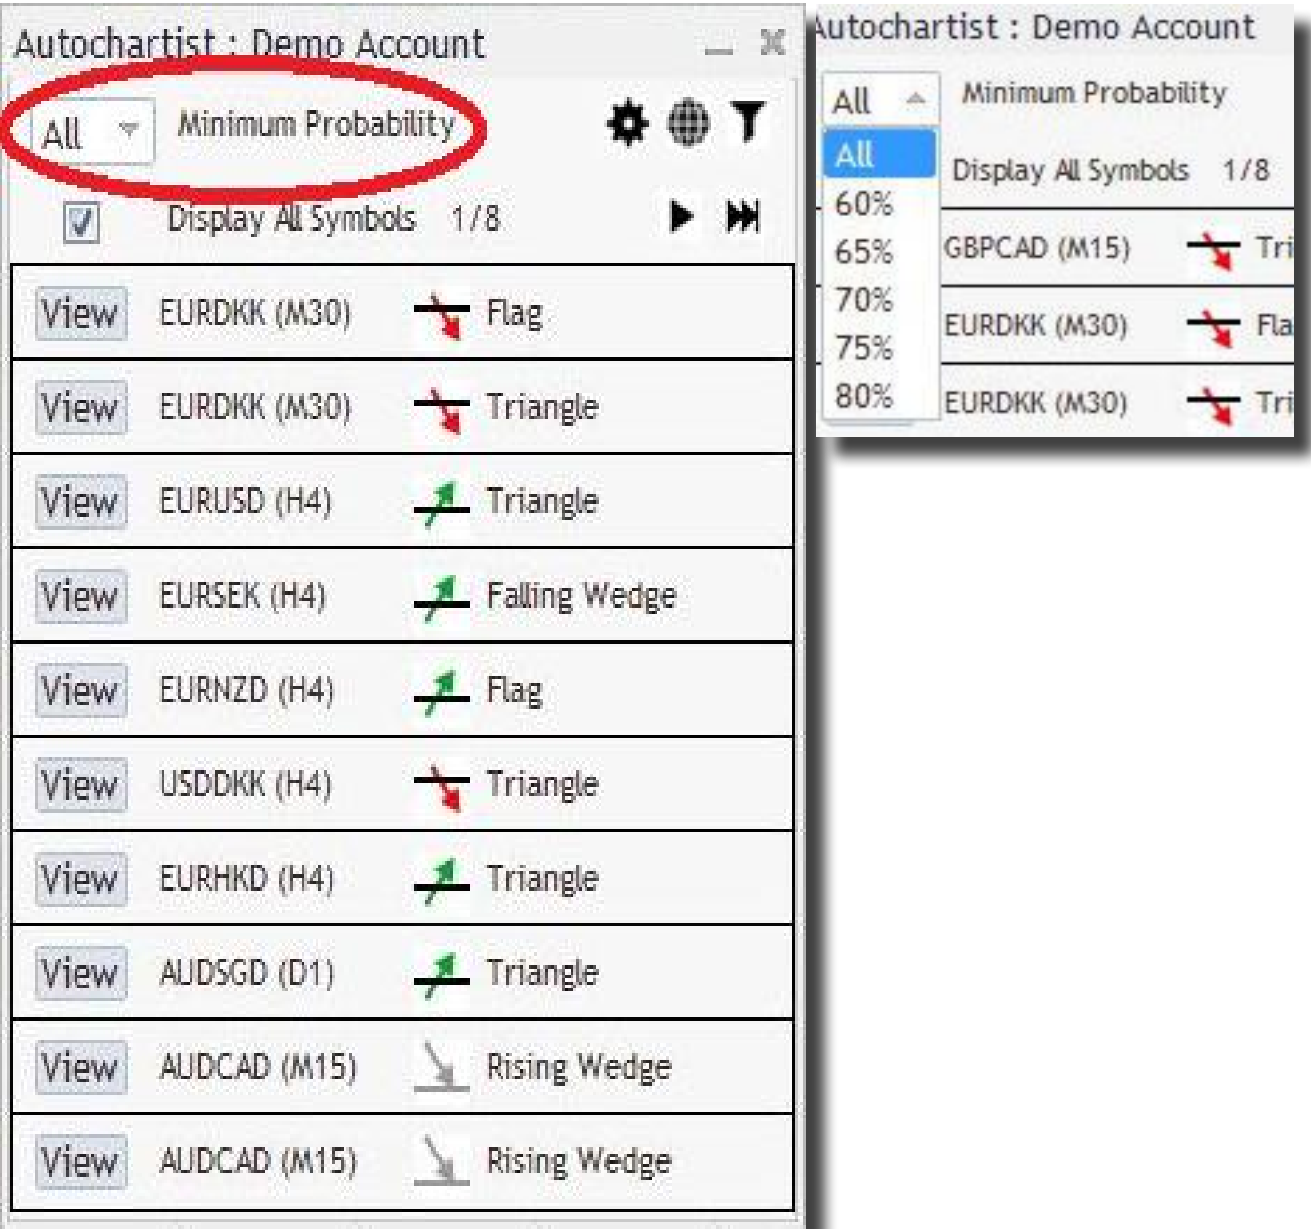 Autochartist : Demo Account
All Minimum Probability
Display All Symbols 1/8
View EURDKK (M30) Flag
View EURDKK (M30) Triangle
View EURUSD (H4) Triangle
View EURSEK (H4) Falling Wedge
View EURNZD (H4) Flag
View USDDKK (H4) Triangle
View EURHKD (H4) Triangle
View AUDSGD (D1) Triangle
View AUDCAD (M15) Rising Wedge
View AUDCAD (M15) Rising Wedge
Autochartist : Demo Account
All Minimum Probability
All
Display All Symbols 1/8
60%
65% GBPCAD (M15) Tri
70%
EURDKK (M30) Fla
75%
80% EURDKK (M30) Tri